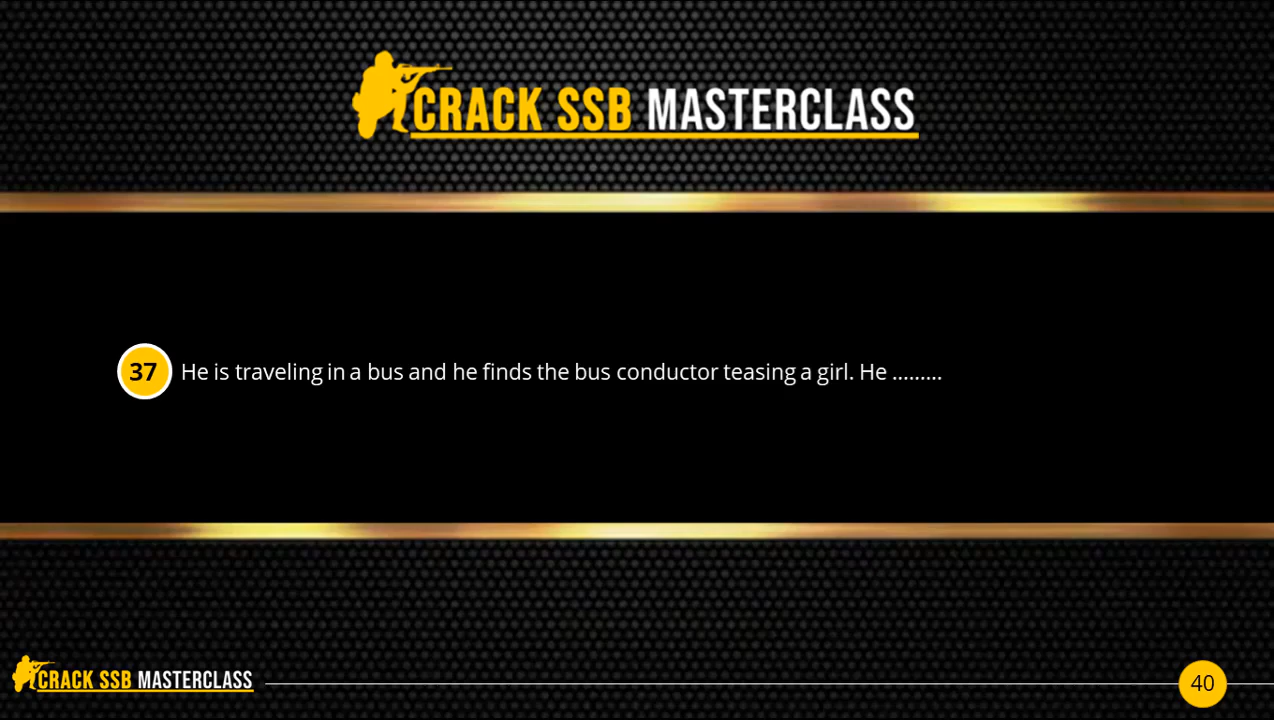 CRACK SSB MASTERCLASS
37 He is traveling in a bus and he finds the bus conductor teasing a girl. He .........
CRACK SSB MASTERCLASS
40